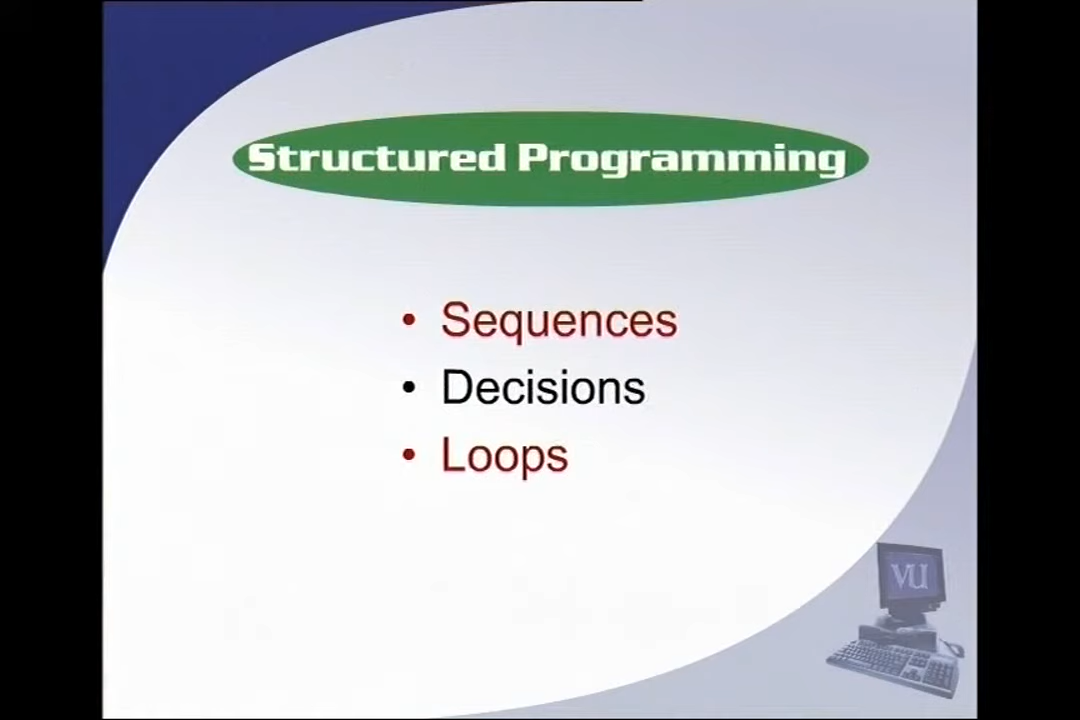 Structured Programming
• Sequences
• Decisions
• Loops
VU